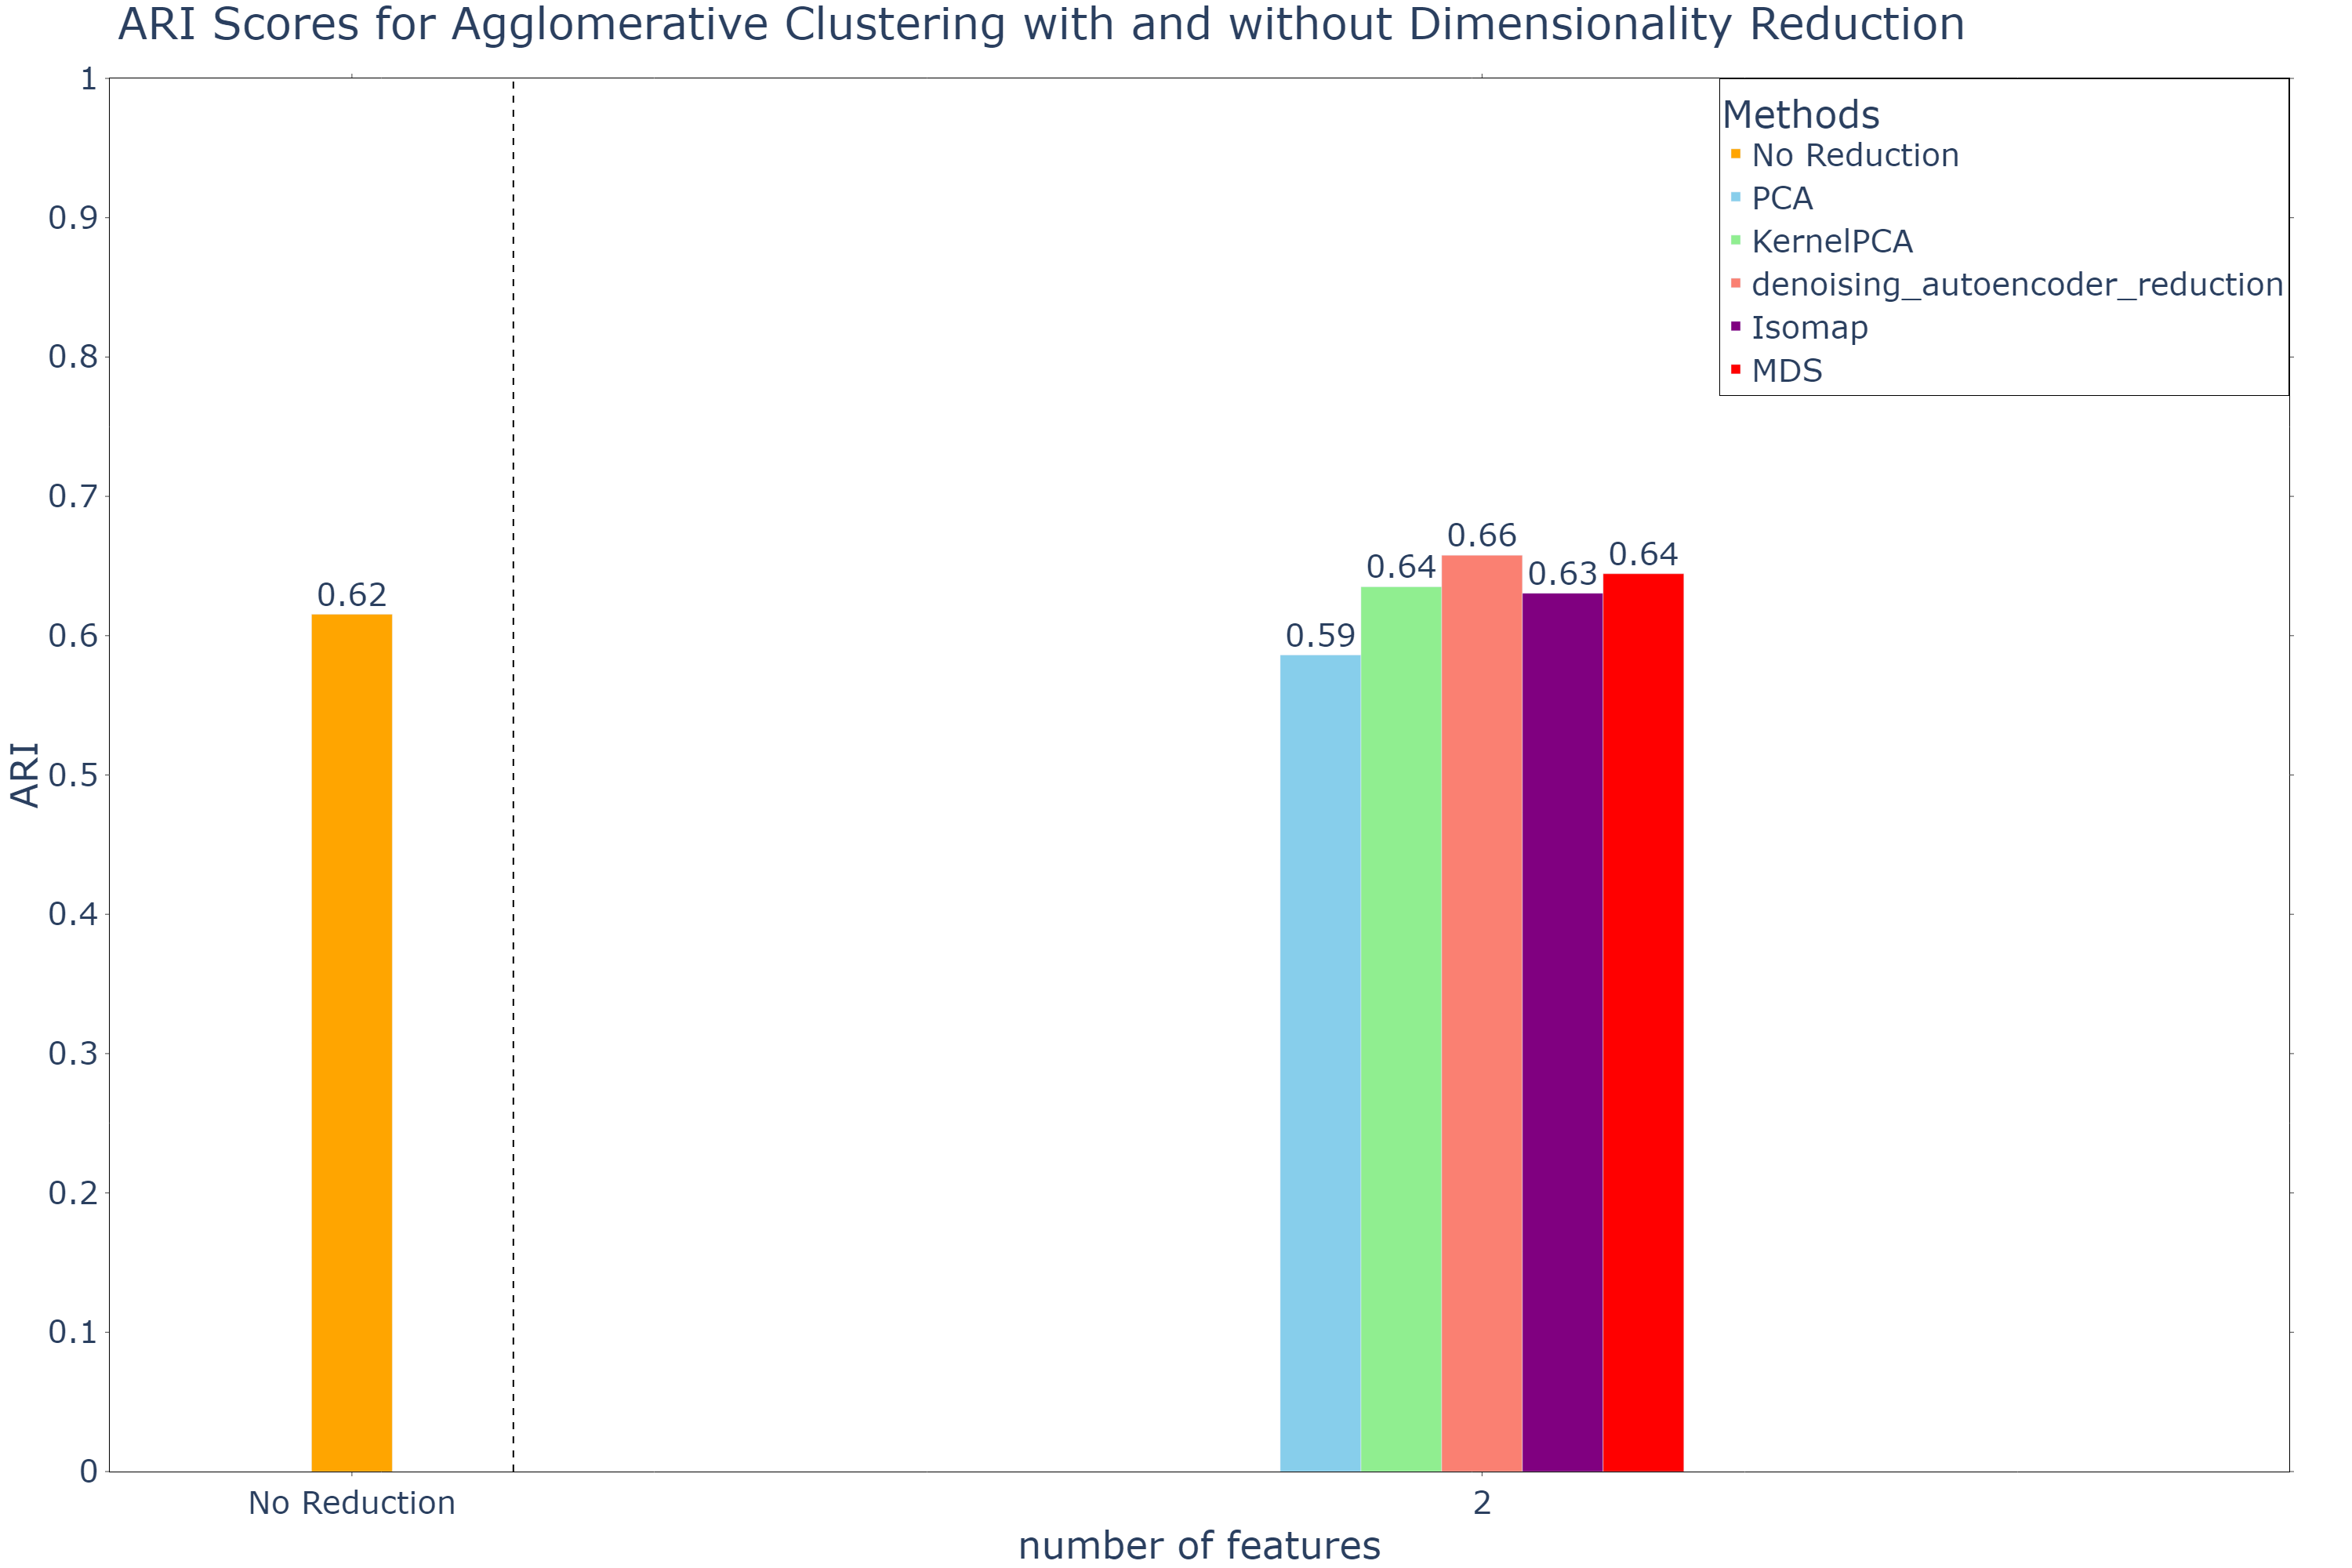 ARI Scores for Agglomerative Clustering with and without Dimensionality Reduction
1
0.9
0.8
0.7
0.6
0.5
0.4
0.3
0.2
0.1
0
ARI
Methods
No Reduction
PCA
KernelPCA
denoising_autoencoder_reduction
Isomap
MDS
0.62
0.59
0.64
0.66
0.63
0.64
No Reduction
2
number of features